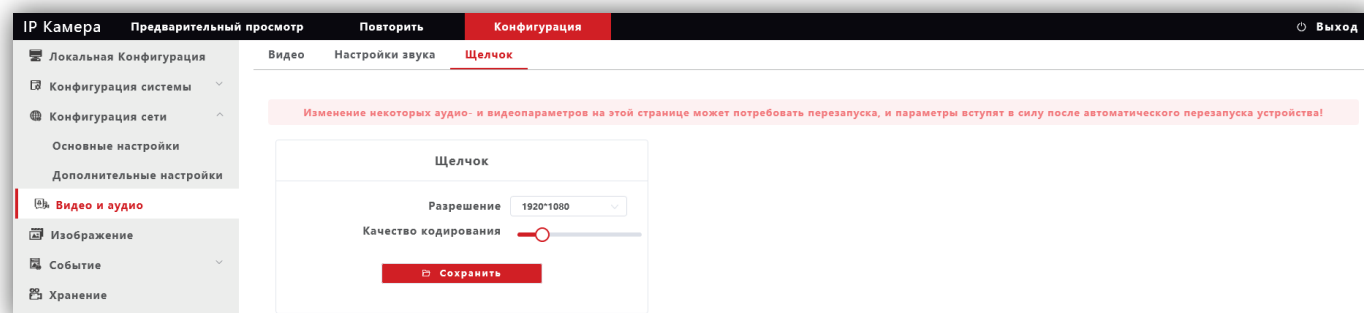 IP Камера Предварительный просмотр Повторить Конфигурация Выход
Локальная Конфигурация
Конфигурация системы
Конфигурация сети
Основные настройки
Дополнительные настройки
Видео и аудио
Изображение
Событие
Хранение
Видео Настройки звука Щелчок
Изменение некоторых аудио- и видеопараметров на этой странице может потребовать перезапуска, и параметры вступят в силу после автоматического перезапуска устройства!
Щелчок
Разрешение 1920*1080
Качество кодирования
Сохранить